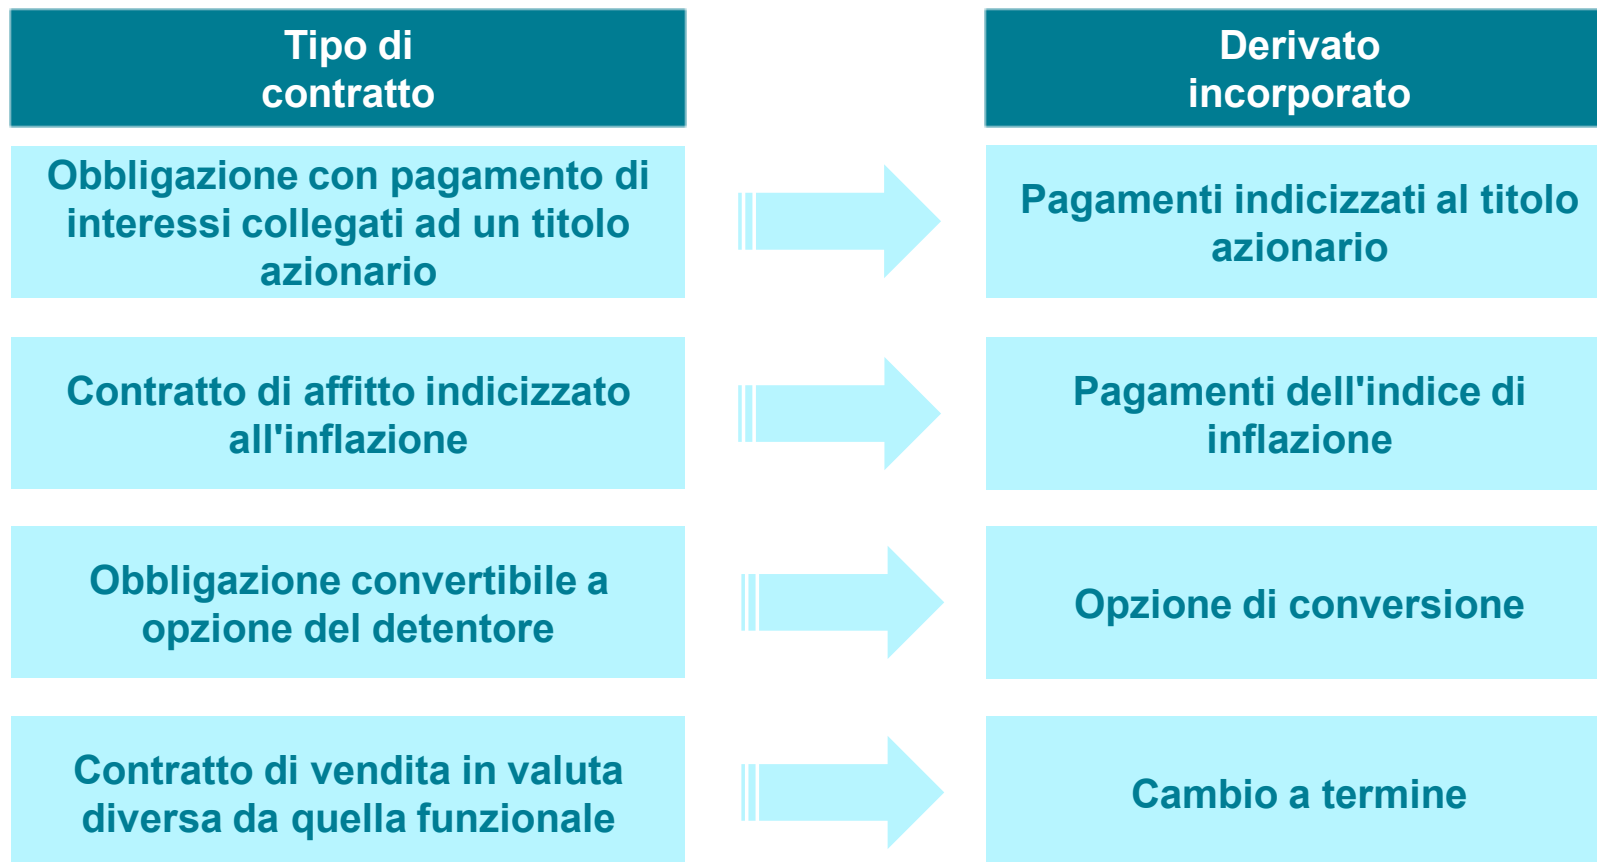 Tipo di
contratto
Derivato
incorporato
Obbligazione con pagamento di
interessi collegati ad un titolo
azionario
Pagamenti indicizzati al titolo
azionario
Contratto di affitto indicizzato
all'inflazione
Pagamenti dell'indice di
inflazione
Obbligazione convertibile a
opzione del detentore
Opzione di conversione
Contratto di vendita in valuta
diversa da quella funzionale
Cambio a termine